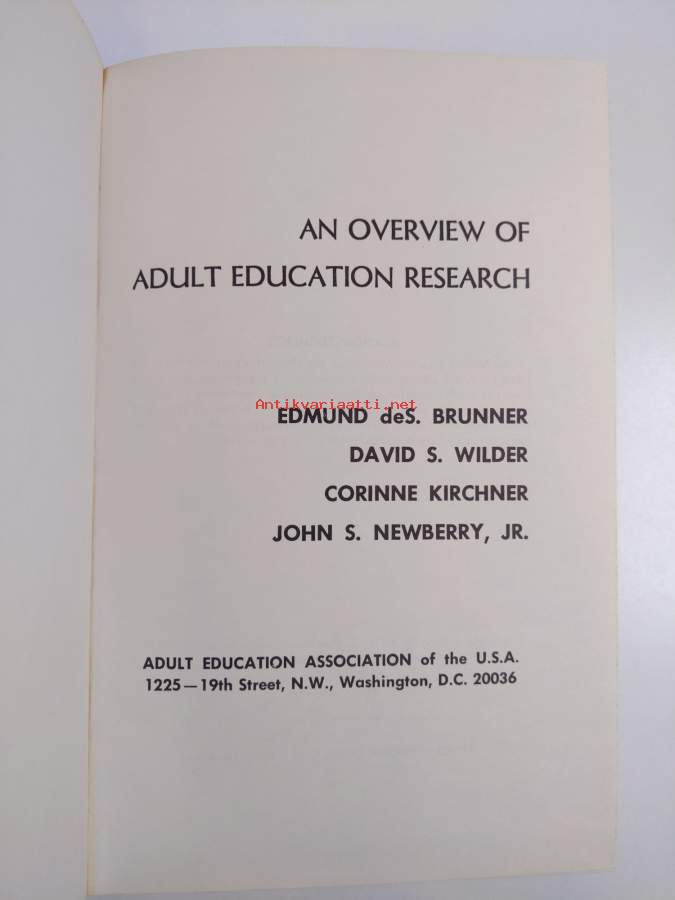 AN OVERVIEW OF
ADULT EDUCATION RESEARCH
Antikvariaatti.net
EDMUND deS. BRUNNER
DAVID S. WILDER
CORINNE KIRCHNER
JOHN S. NEWBERRY, JR.
ADULT EDUCATION ASSOCIATION of the U.S.A.
1225—19th Street, N.W., Washington, D.C. 20036